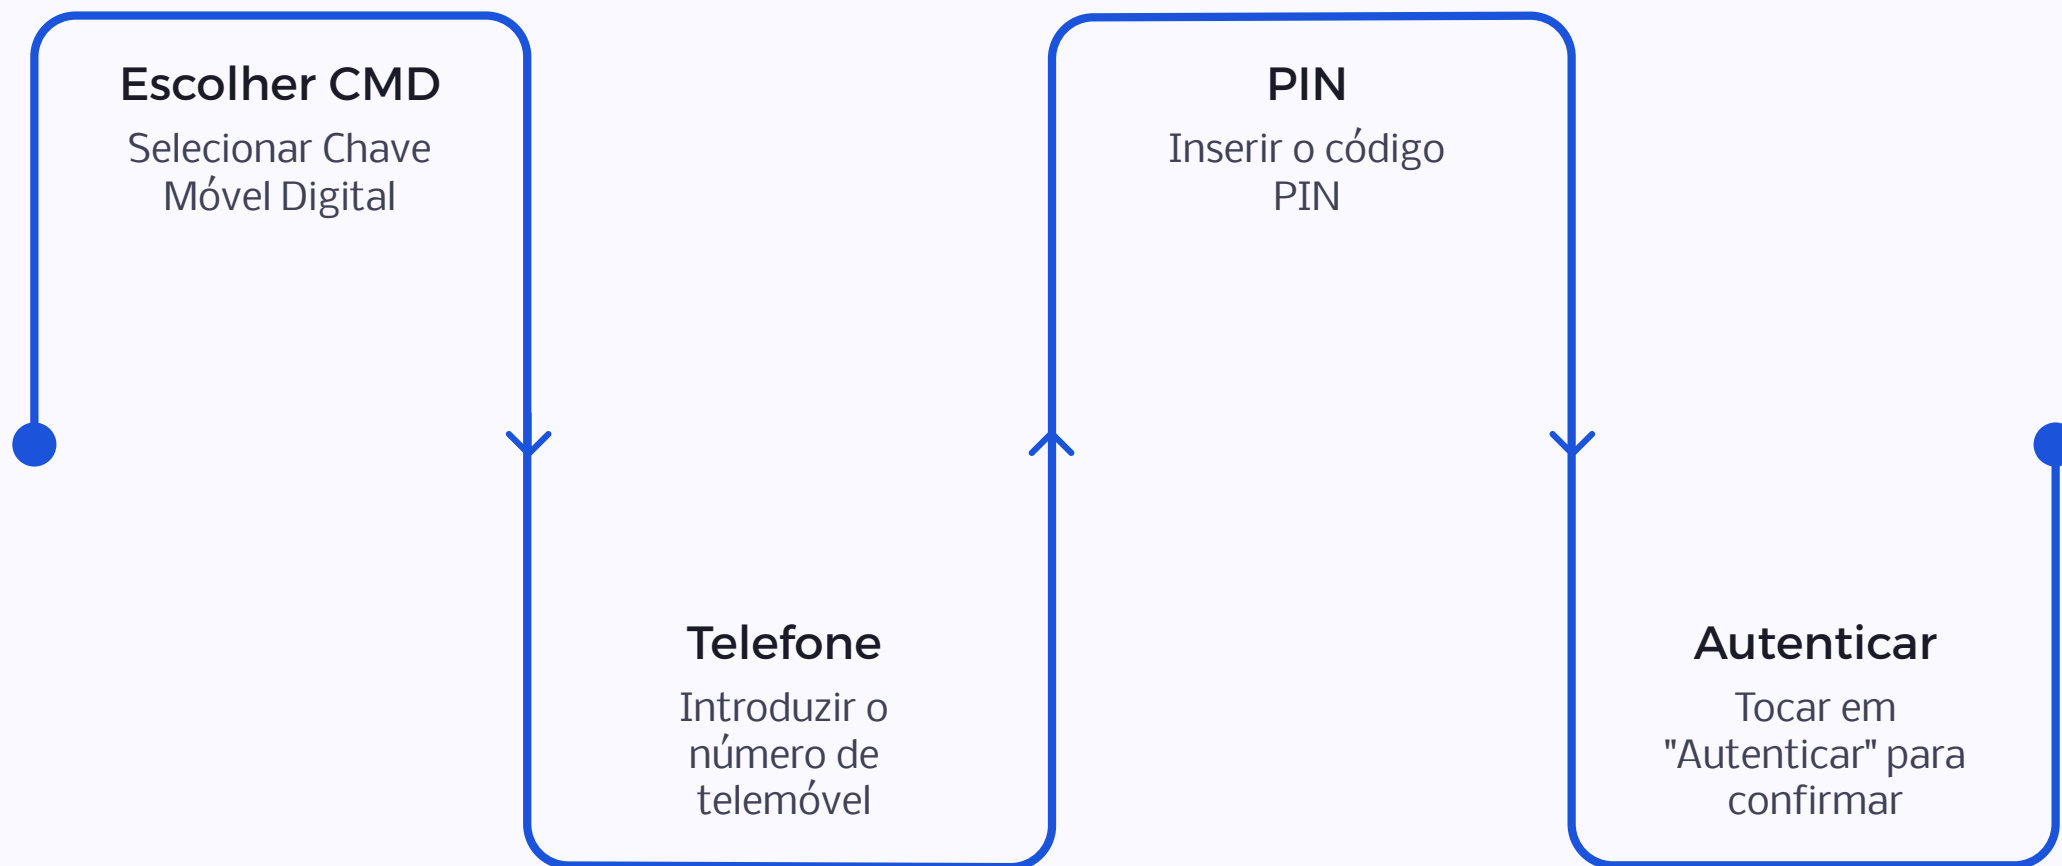 Escolher CMD
Selecionar Chave
Móvel Digital
Telefone
Introduzir o
número de
telemóvel
PIN
Inserir o código
PIN
Autenticar
Tocar em
"Autenticar" para
confirmar